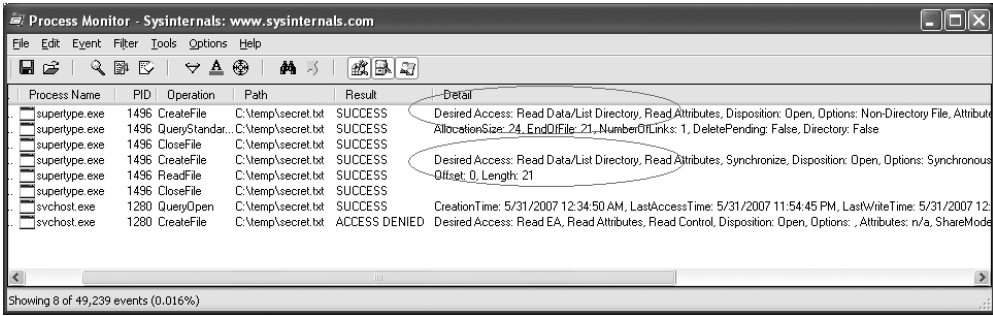 Process Monitor - Sysinternals: www.sysinternals.com
File Edit Event Filter Tools Options Help
Process Name PID Operation Path Result Detail
supertype.exe 1496 CreateFile C:\temp\secret.txt SUCCESS Desired Access: Read Data/List Directory, Read Attributes, Disposition: Open, Options: Non-Directory File, Attribute
supertype.exe 1496 QueryStandar... C:\temp\secret.txt SUCCESS AllocationSize: 24, EndOfFile: 21, NumberOfLinks: 1, DeletePending: False, Directory: False
supertype.exe 1496 CloseFile C:\temp\secret.txt SUCCESS
supertype.exe 1496 CreateFile C:\temp\secret.txt SUCCESS Desired Access: Read Data/List Directory, Read Attributes, Synchronize, Disposition: Open, Options: Synchronous
supertype.exe 1496 ReadFile C:\temp\secret.txt SUCCESS Offset: 0, Length: 21
supertype.exe 1496 CloseFile C:\temp\secret.txt SUCCESS
svchost.exe 1280 QueryOpen C:\temp\secret.txt SUCCESS CreationTime: 5/31/2007 12:34:50 AM, LastAccessTime: 5/31/2007 11:54:45 PM, LastWriteTime: 5/31/2007 12:
svchost.exe 1280 CreateFile C:\temp\secret.txt ACCESS DENIED Desired Access: Read EA, Read Attributes, Read Control, Disposition: Open, Options: , Attributes: n/a, ShareMode
Showing 8 of 49,239 events (0.016%)